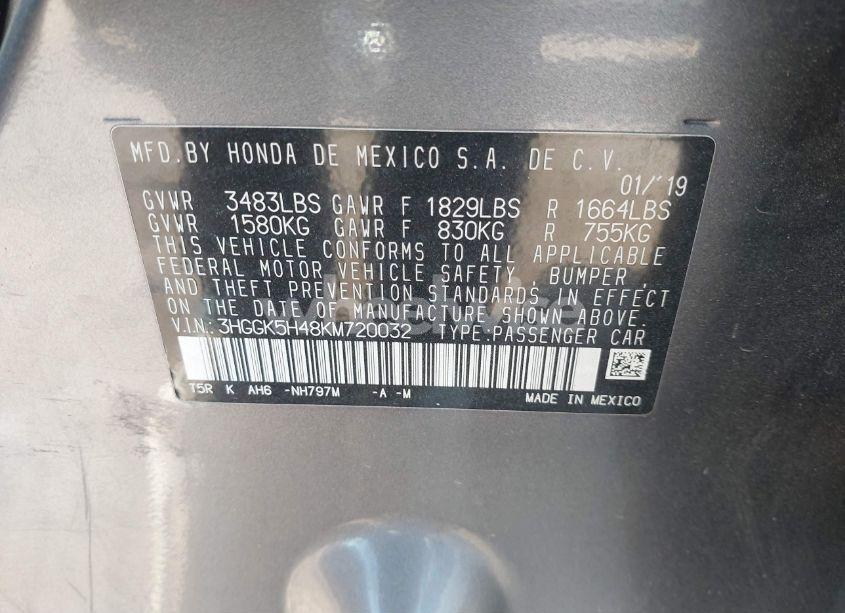 MFD.BY HONDA DE MEXICO S.A. DE C.V.
01/'19
GVWR 3483LBS GAWR F 1829LBS R 1664LBS
GVWR 1580KG GAWR F 830KG R 755KG
THIS VEHICLE CONFORMS TO ALL APPLICABLE
FEDERAL MOTOR VEHICLE SAFETY, BUMPER,
AND THEFT PREVENTION STANDARDS IN EFFECT
ON THE DATE OF MANUFACTURE SHOWN ABOVE.
V.I.N.:3HGGK5H48KM720032 TYPE:PASSENGER CAR
T5R K AH6 -NH797M -A -M
MADE IN MEXICO